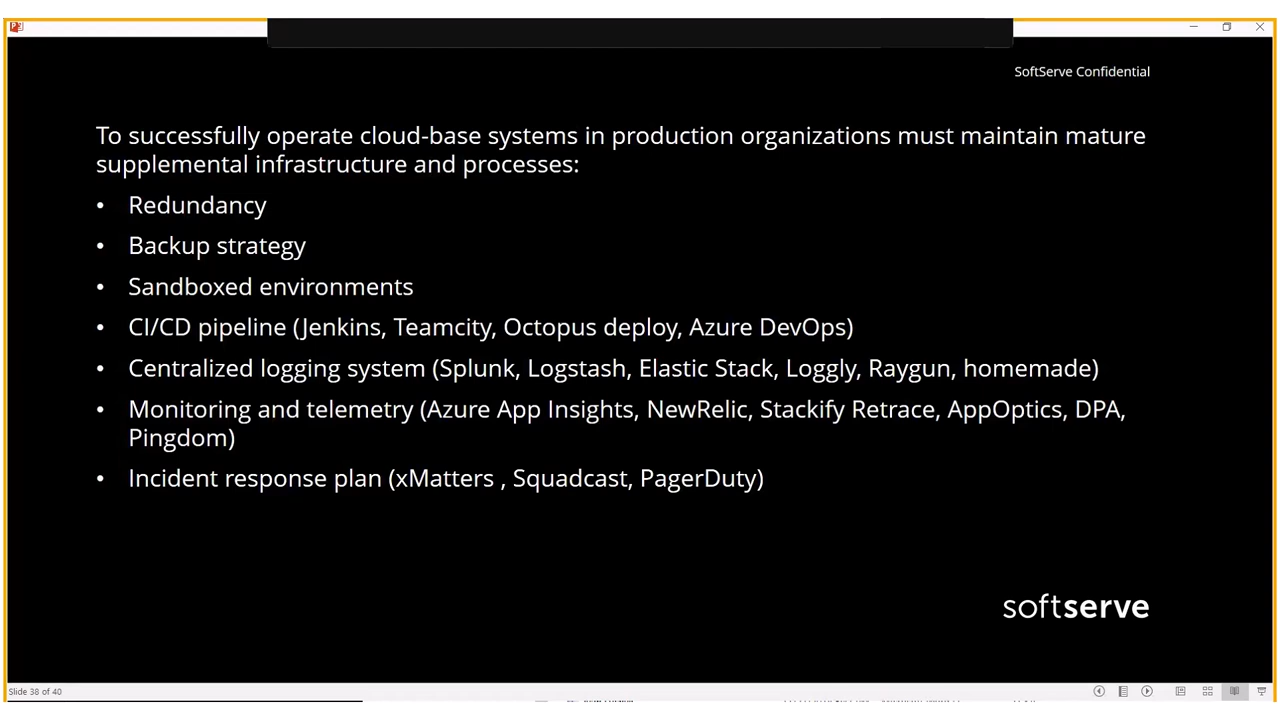 SoftServe Confidential
To successfully operate cloud-base systems in production organizations must maintain mature
supplemental infrastructure and processes:
• Redundancy
• Backup strategy
• Sandboxed environments
• CI/CD pipeline (Jenkins, Teamcity, Octopus deploy, Azure DevOps)
• Centralized logging system (Splunk, Logstash, Elastic Stack, Loggly, Raygun, homemade)
• Monitoring and telemetry (Azure App Insights, NewRelic, Stackify Retrace, AppOptics, DPA,
Pingdom)
• Incident response plan (xMatters , Squadcast, PagerDuty)
softserve
Slide 38 of 40